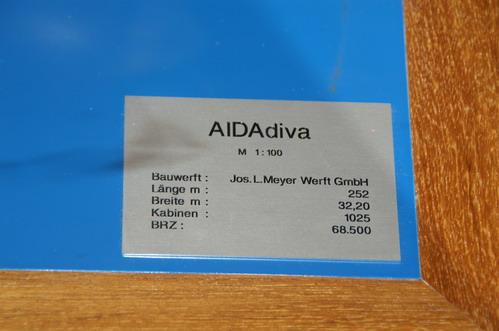 AIDAdiva
M 1:100
Bauwerft: Jos.L.Meyer Werft GmbH
Länge m: 252
Breite m: 32,20
Kabinen: 1025
BRZ: 68.500